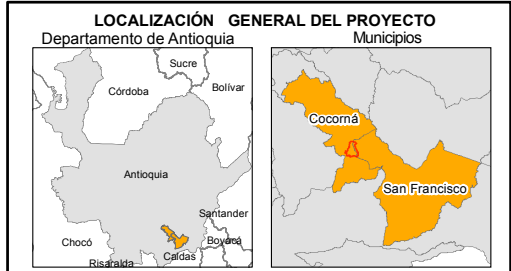 LOCALIZACIÓN GENERAL DEL PROYECTO
Departamento de Antioquia
Municipios
Sucre
Córdoba
Bolívar
Antioquia
Santander
Chocó
Boyacá
Caldas
Risaralda
Cocorná
San Francisco